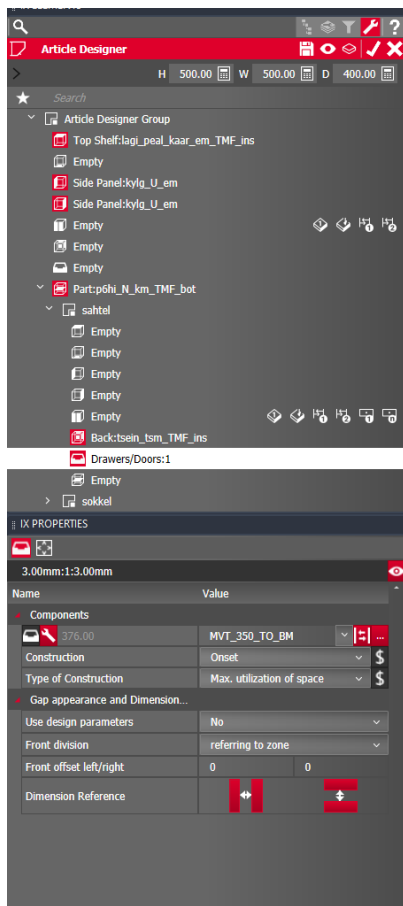 Article Designer
H 500.00 W 500.00 D 400.00
Search
Article Designer Group
Top Shelf:lagi_peal_kaar_em_TMF_ins
Empty
Side Panel:kylg_U_em
Side Panel:kylg_U_em
Empty
Empty
Empty
Part:p6hi_N_km_TMF_bot
sahtel
Empty
Empty
Empty
Empty
Empty
Back:tsein_tsm_TMF_ins
Drawers/Doors:1
Empty
sokkel
IX PROPERTIES
3.00mm:1:3.00mm
Name Value
Components
376.00 MVT_350_TO_BM ...
Construction Onset $
Type of Construction Max. utilization of space $
Gap appearance and Dimension...
Use design parameters No
Front division referring to zone
Front offset left/right 0 0
Dimension Reference